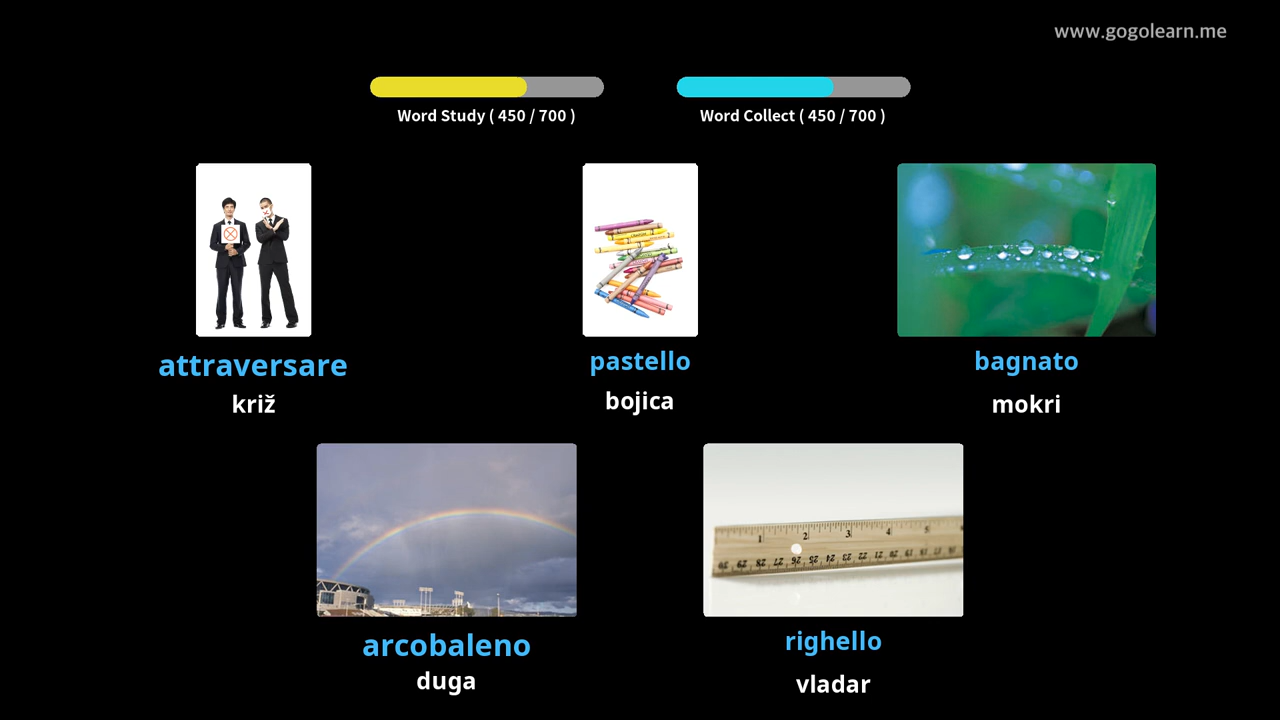 www.gogolearn.me
Word Study ( 450 / 700 )
Word Collect ( 450 / 700 )
attraversare
križ
pastello
bojica
bagnato
mokri
arcobaleno
duga
righello
vladar